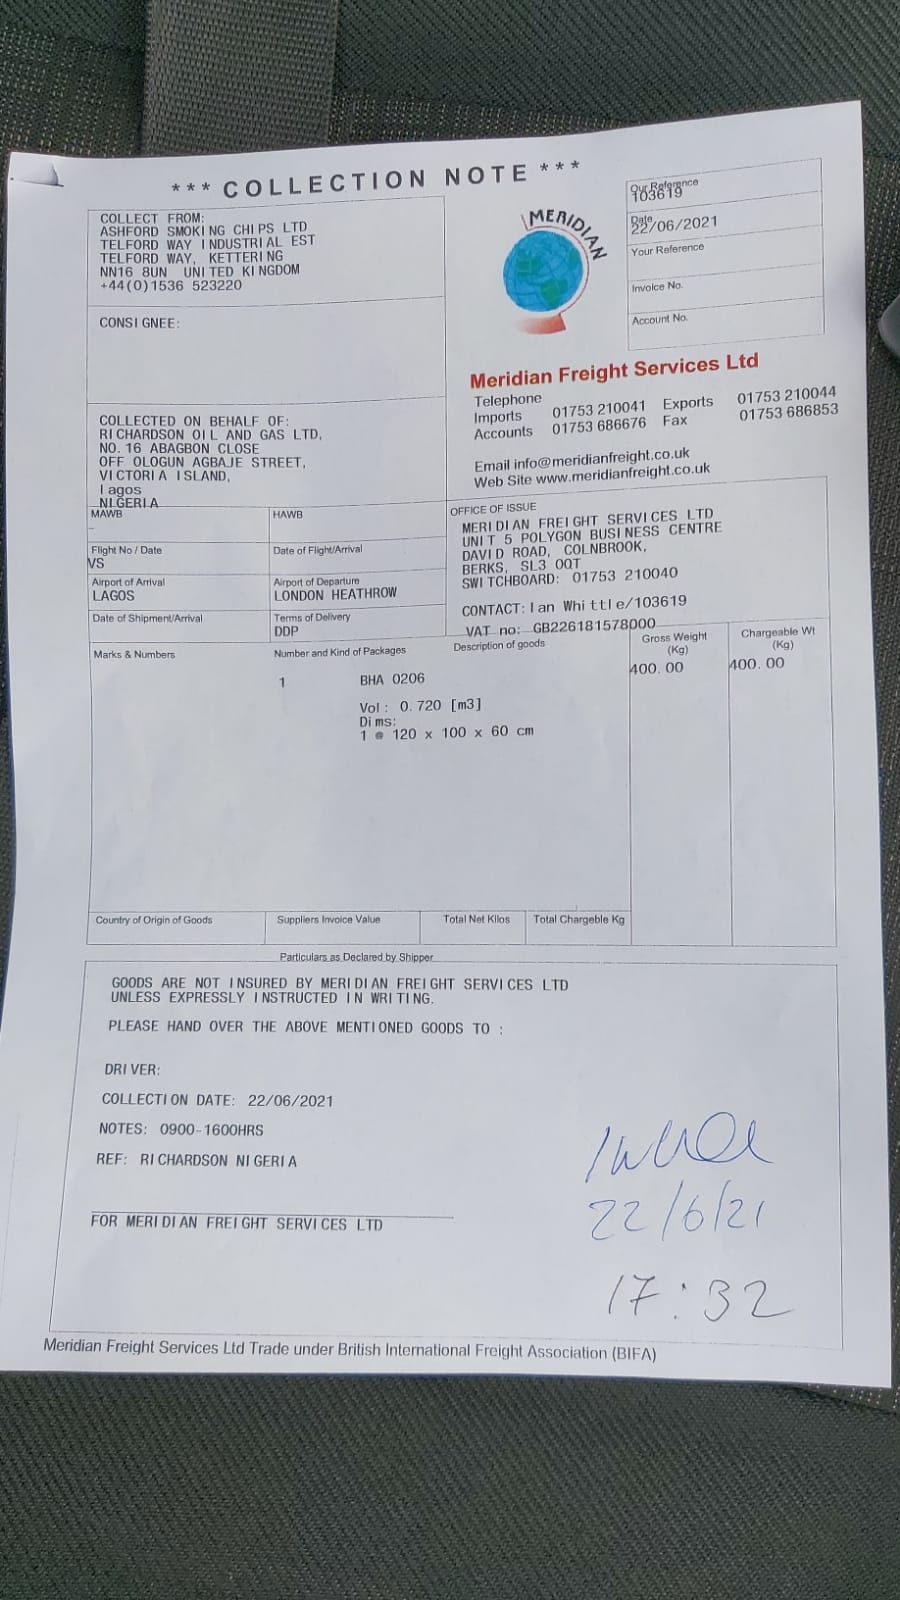 *** COLLECTION NOTE ***
COLLECT FROM:
ASHFORD SMOKING CHIPS LTD
TELFORD WAY INDUSTRIAL EST
TELFORD WAY, KETTERING
NN16 8UN UNITED KINGDOM
+44(0)1536 523220
CONSIGNEE:
COLLECTED ON BEHALF OF:
RICHARDSON OIL AND GAS LTD,
NO. 16 ABAGBON CLOSE
OFF OLOGUN AGBAJE STREET,
VICTORIA ISLAND,
lagos
NIGERIA
MERIDIAN
Our Reference
103619
Date
22/06/2021
Your Reference
Invoice No.
Account No.
Meridian Freight Services Ltd
Telephone
Imports 01753 210041 Exports 01753 210044
Accounts 01753 686676 Fax 01753 686853
Email info@meridianfreight.co.uk
Web Site www.meridianfreight.co.uk
MAWB HAWB
Flight No / Date Date of Flight/Arrival
VS
Airport of Arrival Airport of Departure
LAGOS LONDON HEATHROW
Date of Shipment/Arrival Terms of Delivery
DDP
OFFICE OF ISSUE
MERIDIAN FREIGHT SERVICES LTD
UNIT 5 POLYGON BUSINESS CENTRE
DAVID ROAD, COLNBROOK,
BERKS, SL3 0QT
SWITCHBOARD: 01753 210040
CONTACT: Ian Whittle/103619
VAT no: GB226181578000
Marks & Numbers Number and Kind of Packages Description of goods Gross Weight (Kg) Chargeable Wt (Kg)
1 BHA 0206 400.00 400.00
Vol: 0.720 [m3]
Dims:
1 @ 120 x 100 x 60 cm
Country of Origin of Goods Suppliers Invoice Value Total Net Kilos Total Chargeble Kg
Particulars as Declared by Shipper
GOODS ARE NOT INSURED BY MERIDIAN FREIGHT SERVICES LTD
UNLESS EXPRESSLY INSTRUCTED IN WRITING.
PLEASE HAND OVER THE ABOVE MENTIONED GOODS TO :
DRIVER:
COLLECTION DATE: 22/06/2021
NOTES: 0900-1600HRS
REF: RICHARDSON NIGERIA
22/6/21
FOR MERIDIAN FREIGHT SERVICES LTD
17:32
Meridian Freight Services Ltd Trade under British International Freight Association (BIFA)